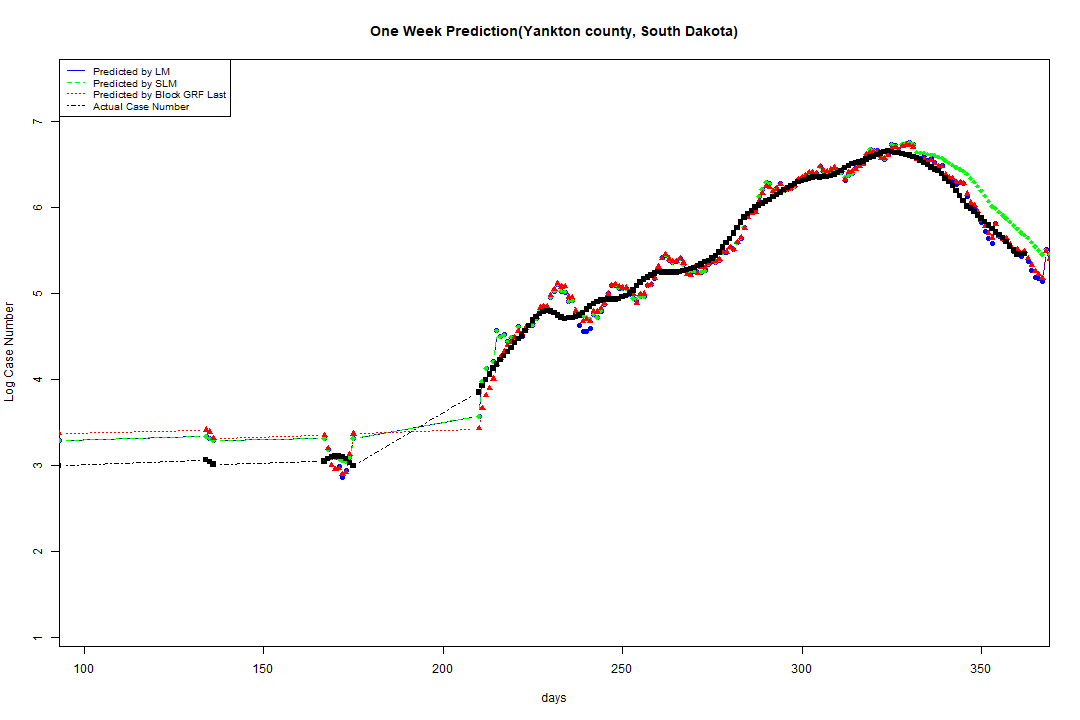 One Week Prediction(Yankton county, South Dakota)
Predicted by LM
Predicted by SLM
Predicted by Block GRF Last
Actual Case Number
Log Case Number
7
6
5
4
3
2
1
100 150 200 250 300 350
days